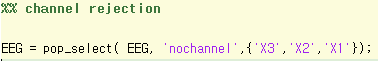 %% channel rejection
EEG = pop_select( EEG, 'nochannel',{'X3','X2','X1'});